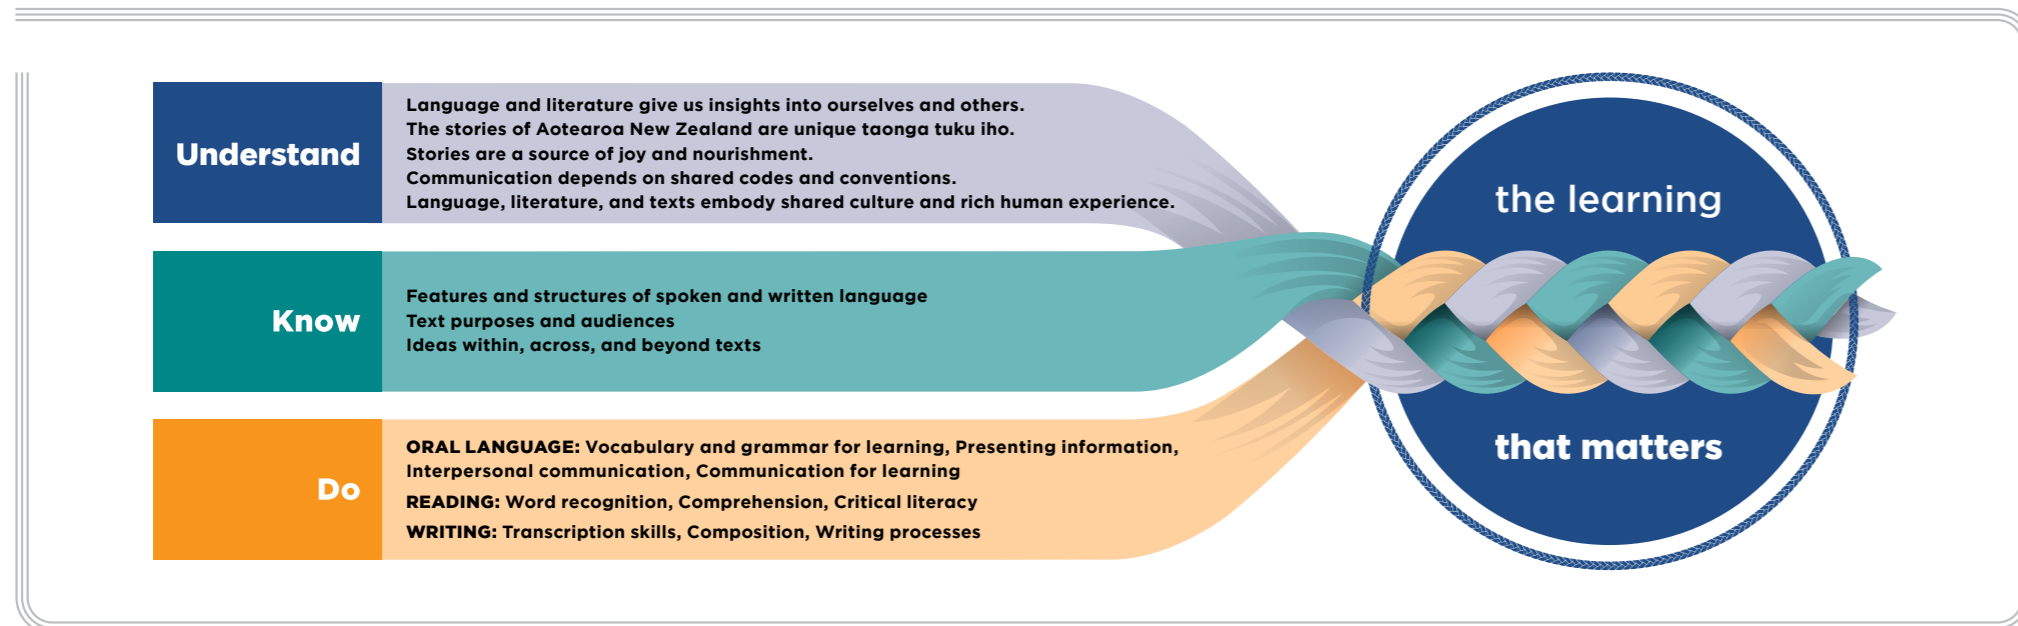 Understand
Language and literature give us insights into ourselves and others.
The stories of Aotearoa New Zealand are unique taonga tuku iho.
Stories are a source of joy and nourishment.
Communication depends on shared codes and conventions.
Language, literature, and texts embody shared culture and rich human experience.
Know
Features and structures of spoken and written language
Text purposes and audiences
Ideas within, across, and beyond texts
Do
ORAL LANGUAGE: Vocabulary and grammar for learning, Presenting information,
Interpersonal communication, Communication for learning
READING: Word recognition, Comprehension, Critical literacy
WRITING: Transcription skills, Composition, Writing processes
the learning
that matters